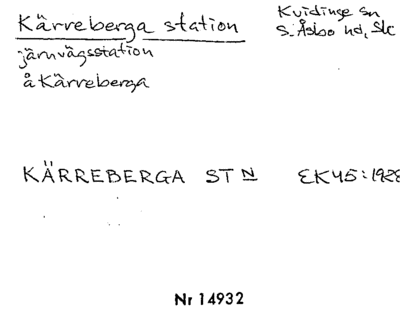 Kärreberga station
Kvidinge sn
S. Åsbo hd, Sk
järnvägsstation
å Kärreberga
KÄRREBERGA STN EK45:1928
Nr 14932